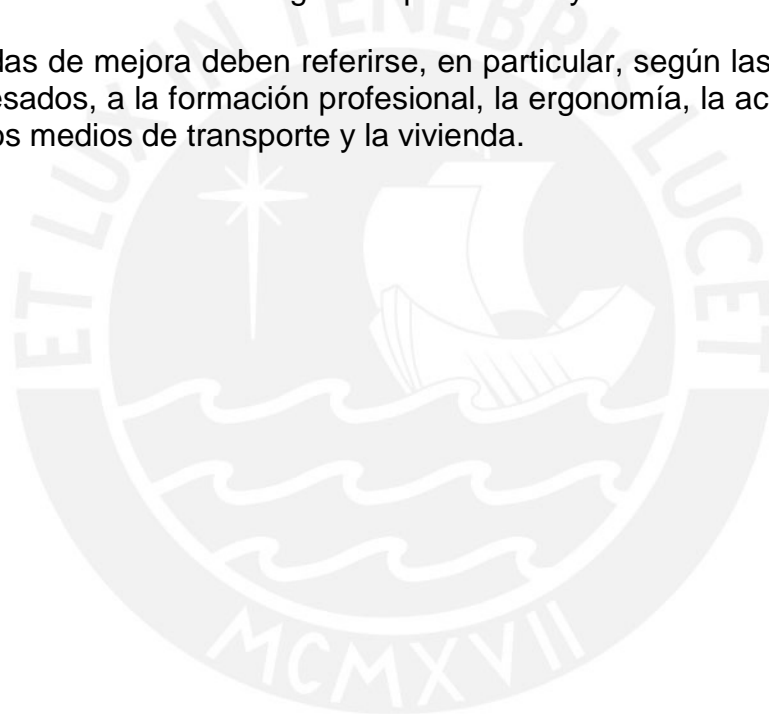 das de mejora deben referirse, en particular, según las
esados, a la formación profesional, la ergonomía, la ac
os medios de transporte y la vivienda.
ET LUX IN TENEBRIS LUCET
MCMXVII